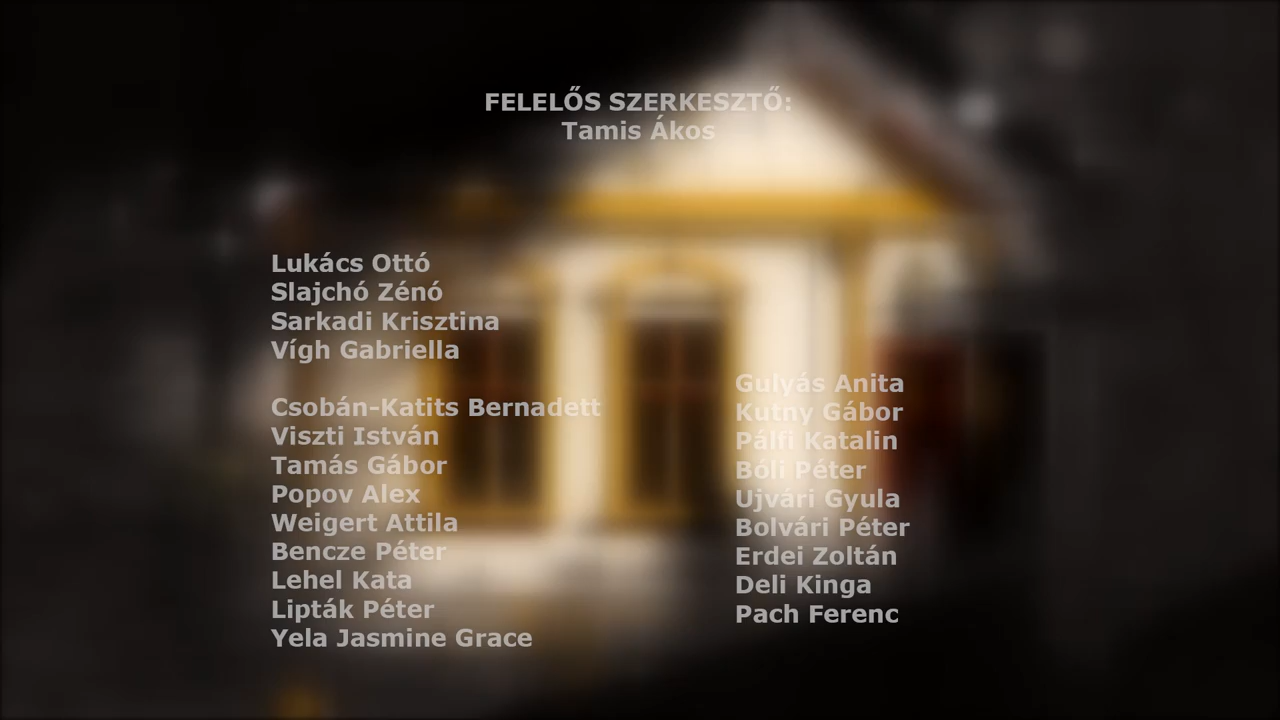 FELELŐS SZERKESZTŐ:
Tamis Ákos
Lukács Ottó
Slajchó Zénó
Sarkadi Krisztina
Vígh Gabriella
Csobán-Katits Bernadett
Viszti István
Tamás Gábor
Popov Alex
Weigert Attila
Bencze Péter
Lehel Kata
Lipták Péter
Yela Jasmine Grace
Gulyás Anita
Kutny Gábor
Pálfi Katalin
Bóli Péter
Ujvári Gyula
Bolvári Péter
Erdei Zoltán
Deli Kinga
Pach Ferenc